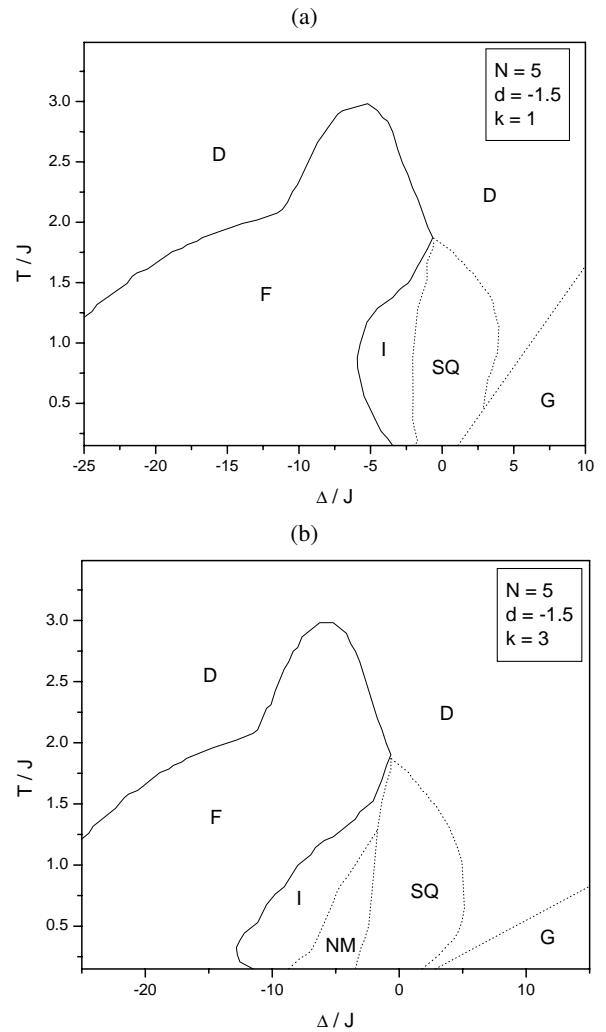 (a)
N = 5
d = -1.5
k = 1
3.0
2.5
2.0
1.5
1.0
0.5
T / J
D
D
F
I
SQ
G
-25
-20
-15
-10
-5
0
5
10
Δ / J
(b)
N = 5
d = -1.5
k = 3
3.0
2.5
2.0
1.5
1.0
0.5
T / J
D
D
F
I
NM
SQ
G
-20
-10
0
10
Δ / J